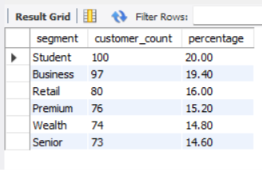 Result Grid Filter Rows:
segment customer_count percentage
Student 100 20.00
Business 97 19.40
Retail 80 16.00
Premium 76 15.20
Wealth 74 14.80
Senior 73 14.60